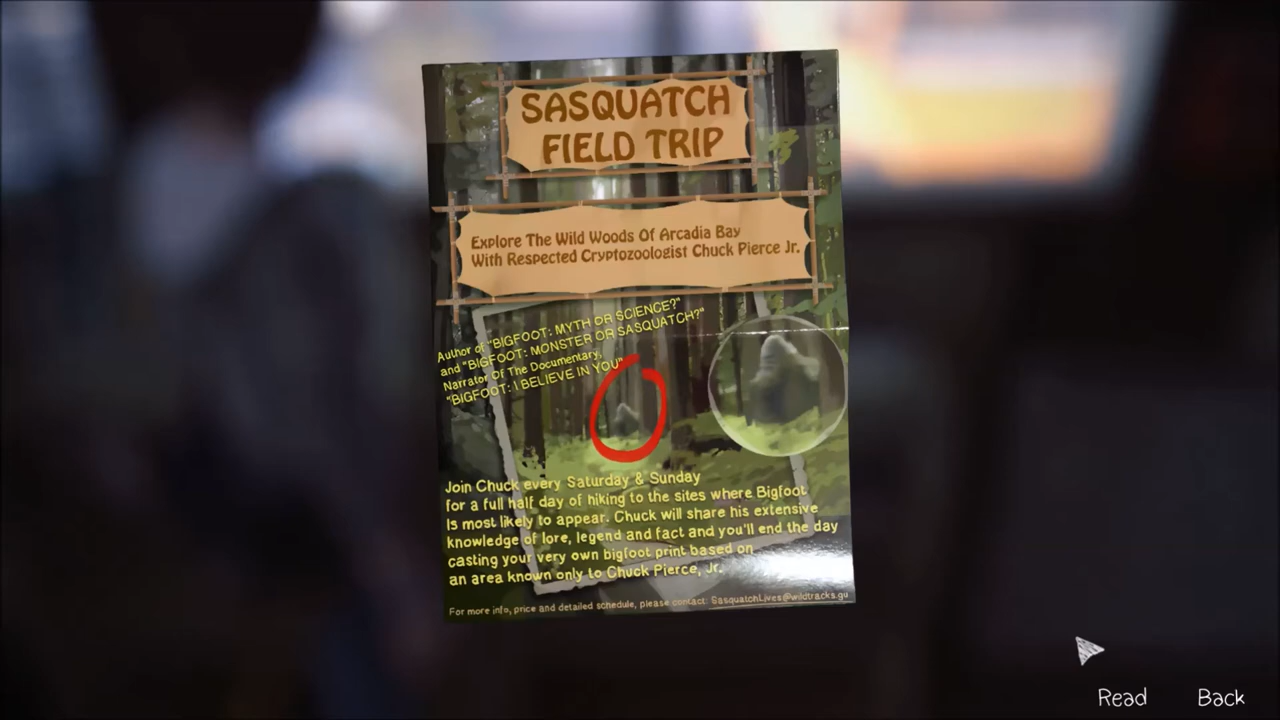 SASQUATCH
FIELD TRIP
Explore The Wild Woods Of Arcadia Bay
With Respected Cryptozoologist Chuck Pierce Jr.
Author of "BIGFOOT: MYTH OR SCIENCE?"
and "BIGFOOT: MONSTER OR SASQUATCH?"
Narrator Of The Documentary,
"BIGFOOT: I BELIEVE IN YOU"
Join Chuck every Saturday & Sunday
for a full half day of hiking to the sites where Bigfoot
Is most likely to appear. Chuck will share his extensive
knowledge of lore, legend and fact and you'll end the day
casting your very own bigfoot print based on
an area known only to Chuck Pierce, Jr.
For more info, price and detailed schedule, please contact: SasquatchLives@wildtracks.gu
Read
Back